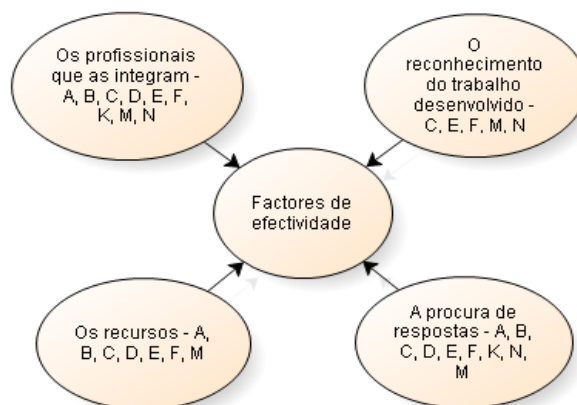 Os profissionais
que as integram -
A, B, C, D, E, F,
K, M, N
O
reconhecimento
do trabalho
desenvolvido -
C, E, F, M, N
Factores de
efectividade
Os recursos - A,
B, C, D, E, F, M
A procura de
respostas - A, B,
C, D, E, F, K, N,
M